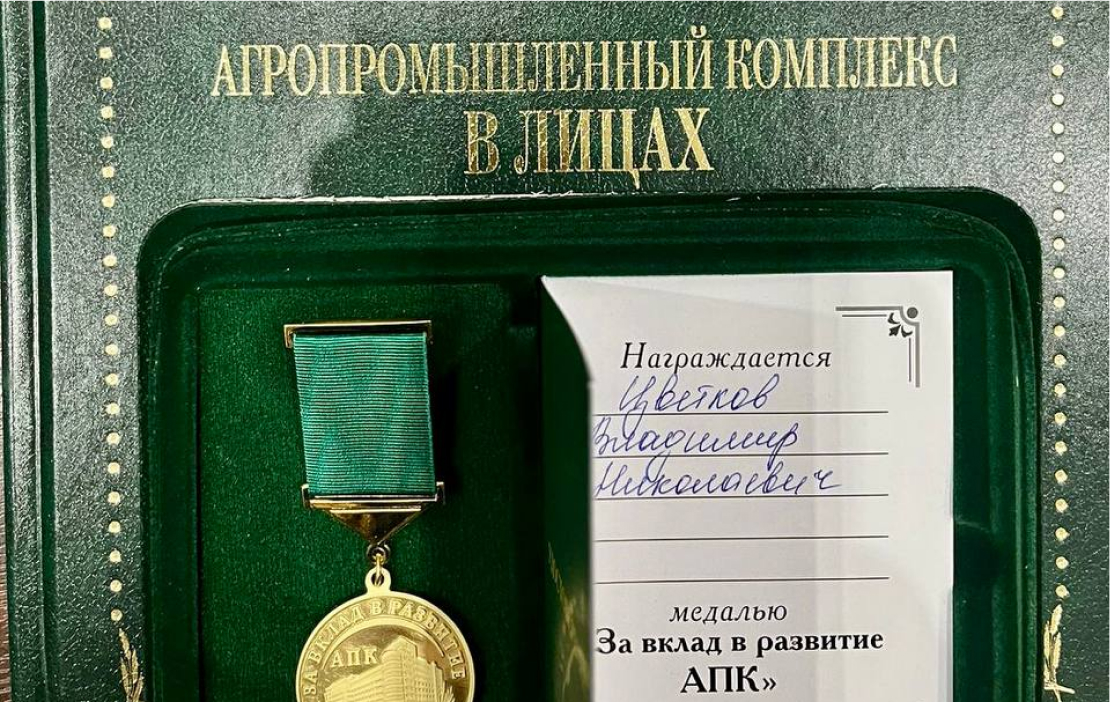 АГРОПРОМЫШЛЕННЫЙ КОМПЛЕКС
В ЛИЦАХ
Награждается
Цветков
Владимир
Николаевич
медалью
За вклад в развитие
АПК»
ЗА ВКЛАД В РАЗВИТИЕ
АПК